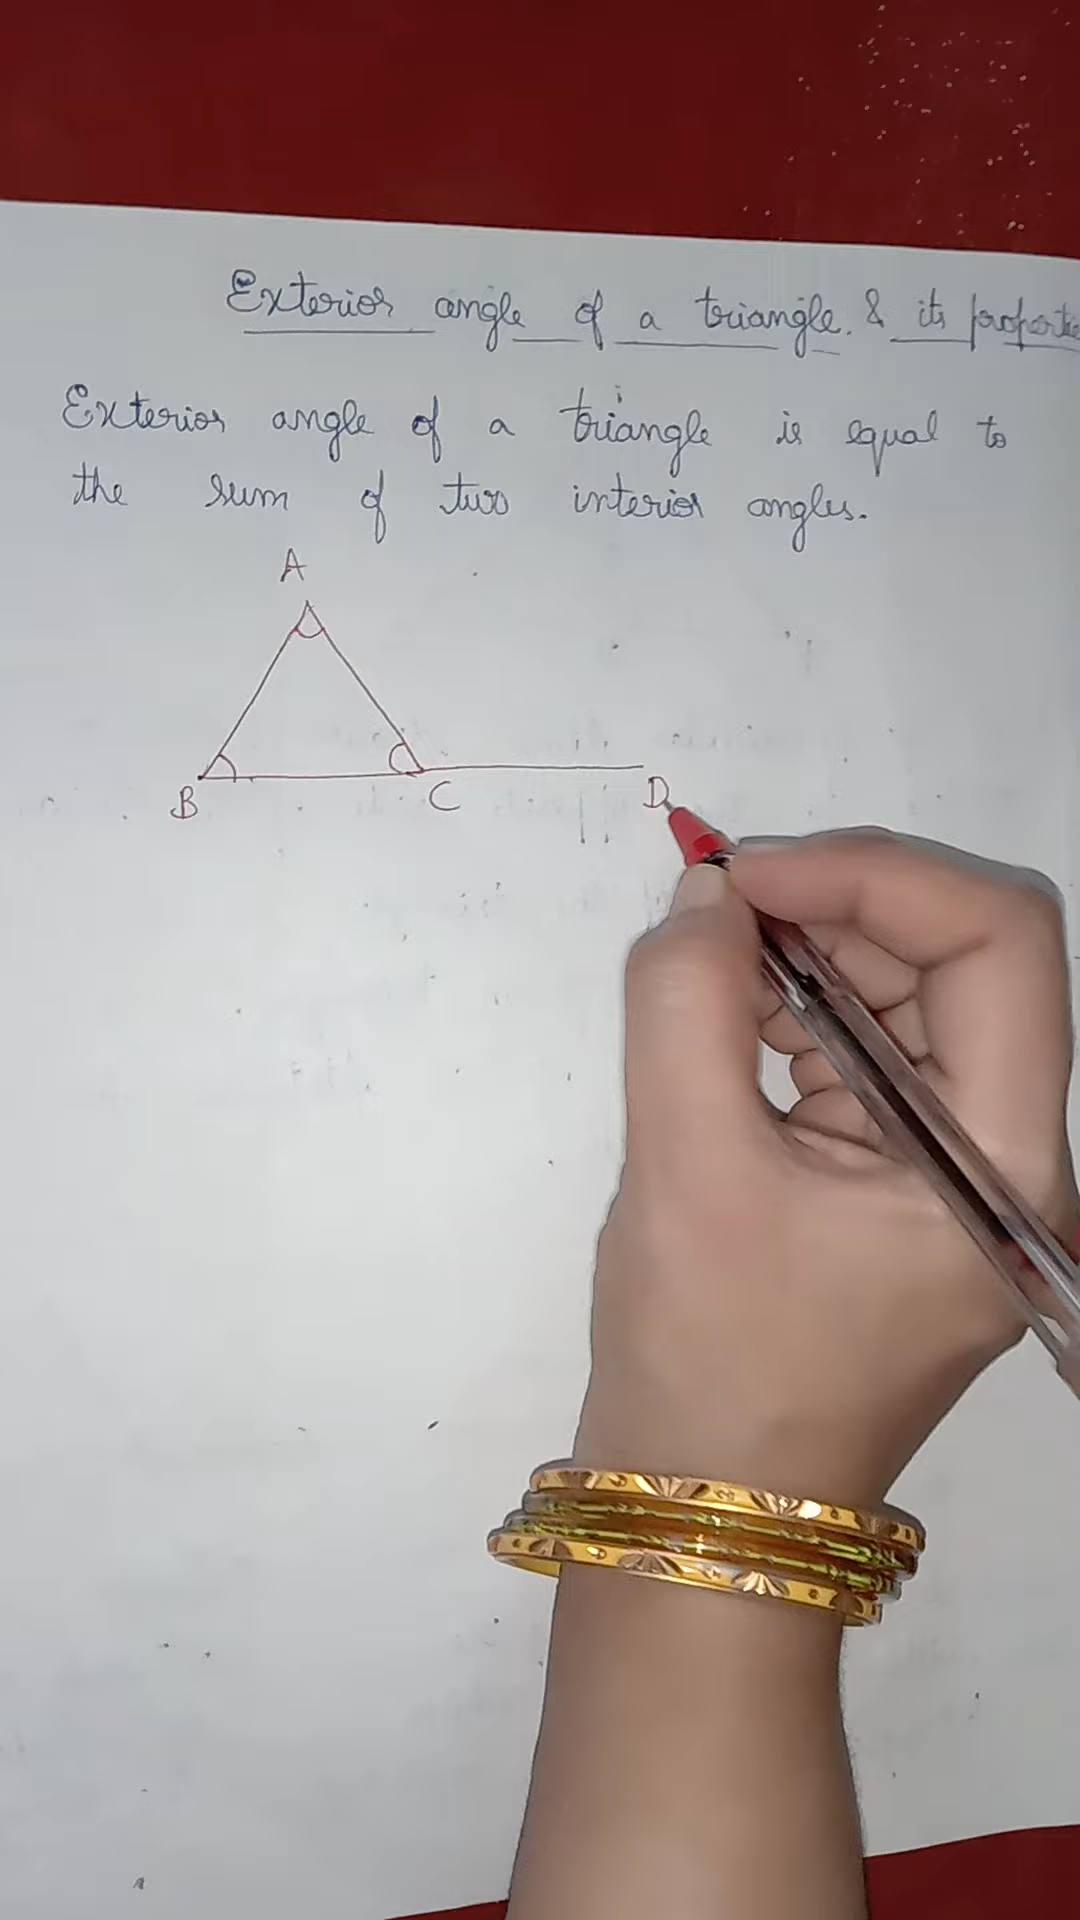 Exterior angle of a triangle. & its
Exterior angle of a triangle is equal to
the sum of two interior angles.
A
B
C
D